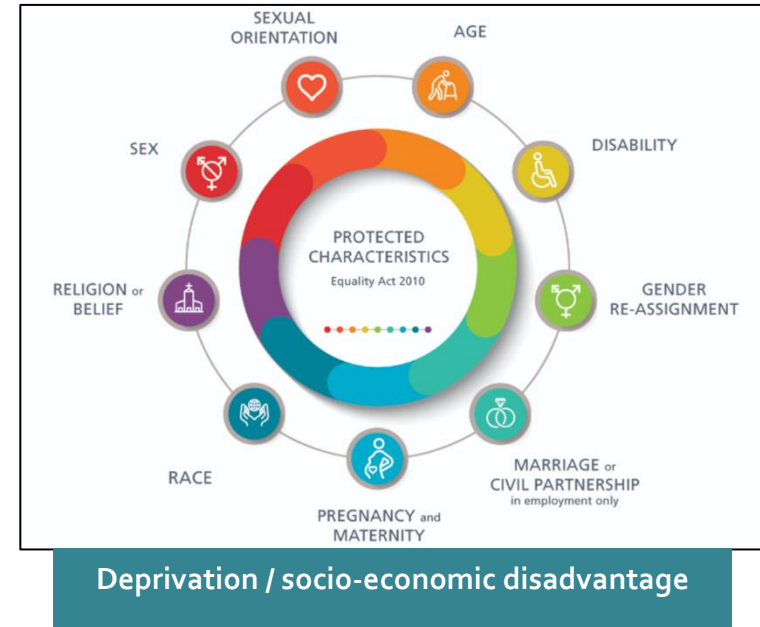 SEXUAL
ORIENTATION
AGE
DISABILITY
GENDER
RE-ASSIGNMENT
MARRIAGE or
CIVIL PARTNERSHIP
in employment only
PREGNANCY and
MATERNITY
RACE
RELIGION or
BELIEF
SEX
PROTECTED
CHARACTERISTICS
Equality Act 2010
Deprivation / socio-economic disadvantage